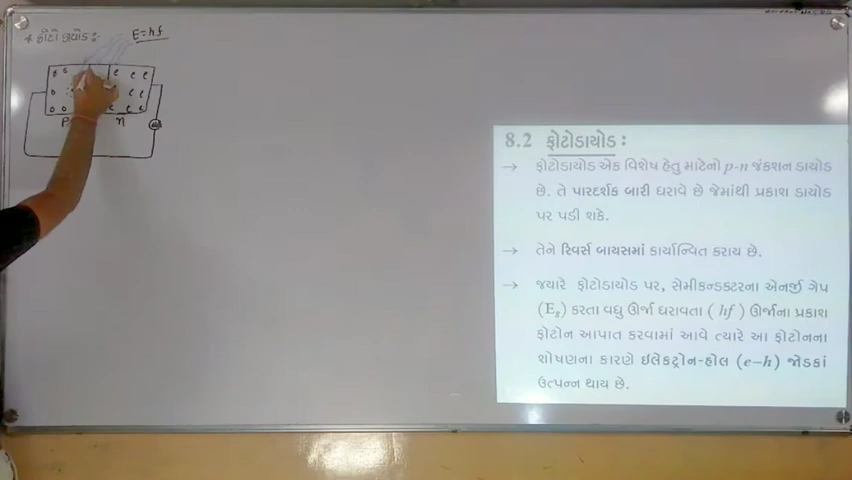 * ફોટો ડાયોડ :-
E=hf
o o e e e
o e e
o o e e e
P n
8.2 ફોટોડાયોડ :
→ ફોટોડાયોડ એક વિશેષ હેતુ માટેનો p-n જંકશન ડાયોડ
છે. તે પારદર્શક બારી ધરાવે છે જેમાંથી પ્રકાશ ડાયોડ
પર પડી શકે.
→ તેને રિવર્સ બાયસમાં કાર્યાન્વિત કરાય છે.
→ જ્યારે ફોટોડાયોડ પર, સેમીકન્ડક્ટરના એનર્જી ગેપ
(Eg) કરતા વધુ ઊર્જા ધરાવતા ( hf ) ઊર્જાના પ્રકાશ
ફોટોન આપાત કરવામાં આવે ત્યારે આ ફોટોનના
શોષણના કારણે ઇલેક્ટ્રોન-હોલ (e–h) જોડકાં
ઉત્પન્ન થાય છે.